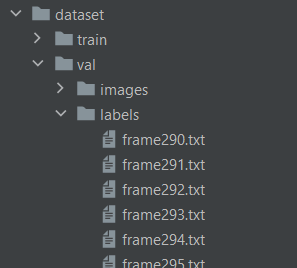 dataset
train
val
images
labels
frame290.txt
frame291.txt
frame292.txt
frame293.txt
frame294.txt
frame295.txt